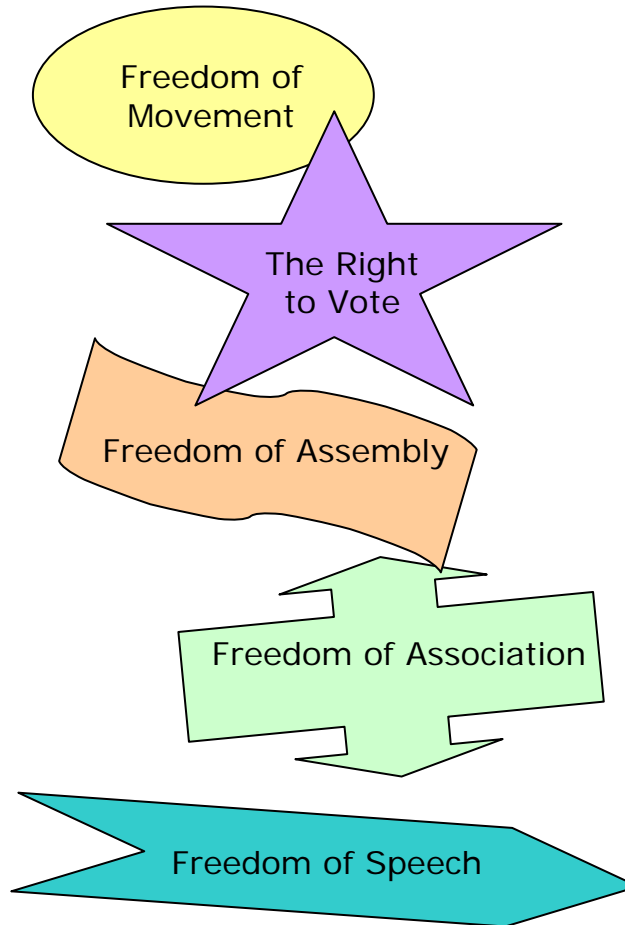 Freedom of
Movement
The Right
to Vote
Freedom of Assembly
Freedom of Association
Freedom of Speech